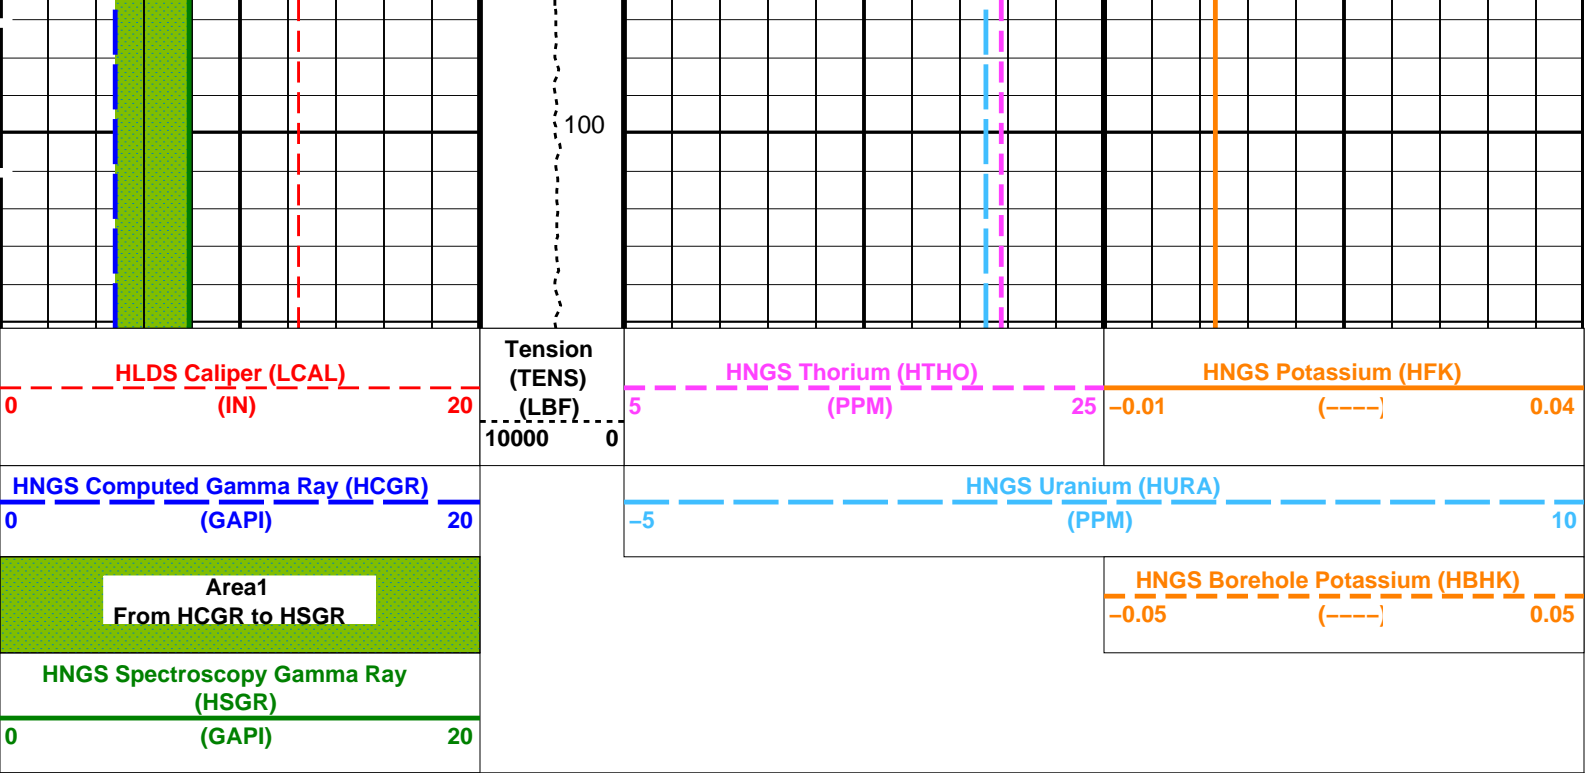 100
HLDS Caliper (LCAL)
0 (IN) 20
Tension
(TENS)
(LBF)
10000 0
HNGS Thorium (HTHO)
5 (PPM) 25
HNGS Potassium (HFK)
−0.01 (−−−−) 0.04
HNGS Computed Gamma Ray (HCGR)
0 (GAPI) 20
HNGS Uranium (HURA)
−5 (PPM) 10
Area1
From HCGR to HSGR
HNGS Borehole Potassium (HBHK)
−0.05 (−−−−) 0.05
HNGS Spectroscopy Gamma Ray
(HSGR)
0 (GAPI) 20